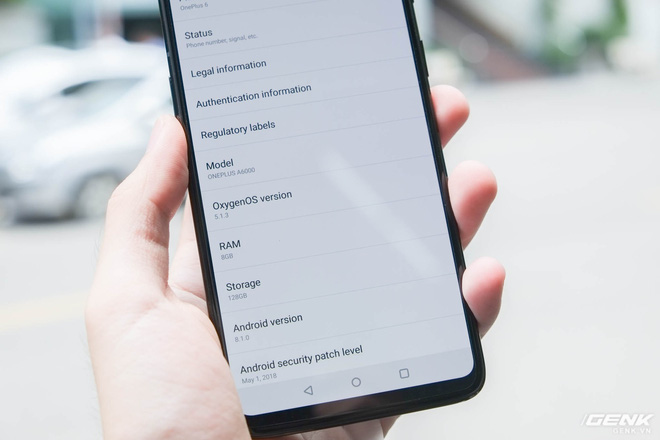 OnePlus 6
Status
Phone number, signal, etc.
Legal information
Authentication information
Regulatory labels
Model
ONEPLUS A6000
OxygenOS version
5.1.3
RAM
8GB
Storage
128GB
Android version
8.1.0
Android security patch level
May 1, 2018
GENK
GENK.VN